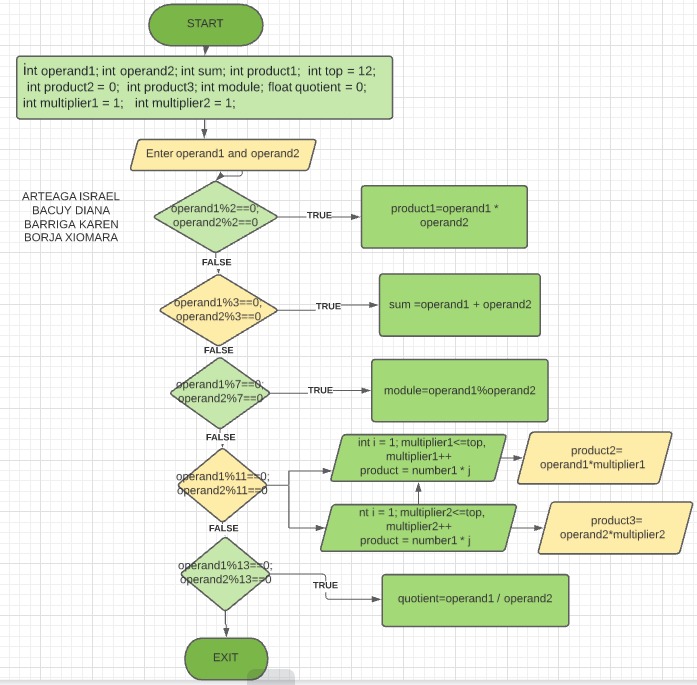 START
int operand1; int operand2; int sum; int product1; int top = 12;
int product2 = 0; int product3; int module; float quotient = 0;
int multiplier1 = 1; int multiplier2 = 1;
Enter operand1 and operand2
ARTEAGA ISRAEL
BACUY DIANA
BARRIGA KAREN
BORJA XIOMARA
operand1%2==0;
operand2%2==0
TRUE
product1=operand1 *
operand2
FALSE
operand1%3==0;
operand2%3==0
TRUE
sum =operand1 + operand2
FALSE
operand1%7==0;
operand2%7==0
TRUE
module=operand1%operand2
FALSE
operand1%11==0;
operand2%11==0
int i = 1; multiplier1<=top,
multiplier1++
product = number1 * j
product2=
operand1*multiplier1
nt i = 1; multiplier2<=top,
multiplier2++
product = number1 * j
product3=
operand2*multiplier2
FALSE
operand1%13==0;
operand2%13==0
TRUE
quotient=operand1 / operand2
EXIT